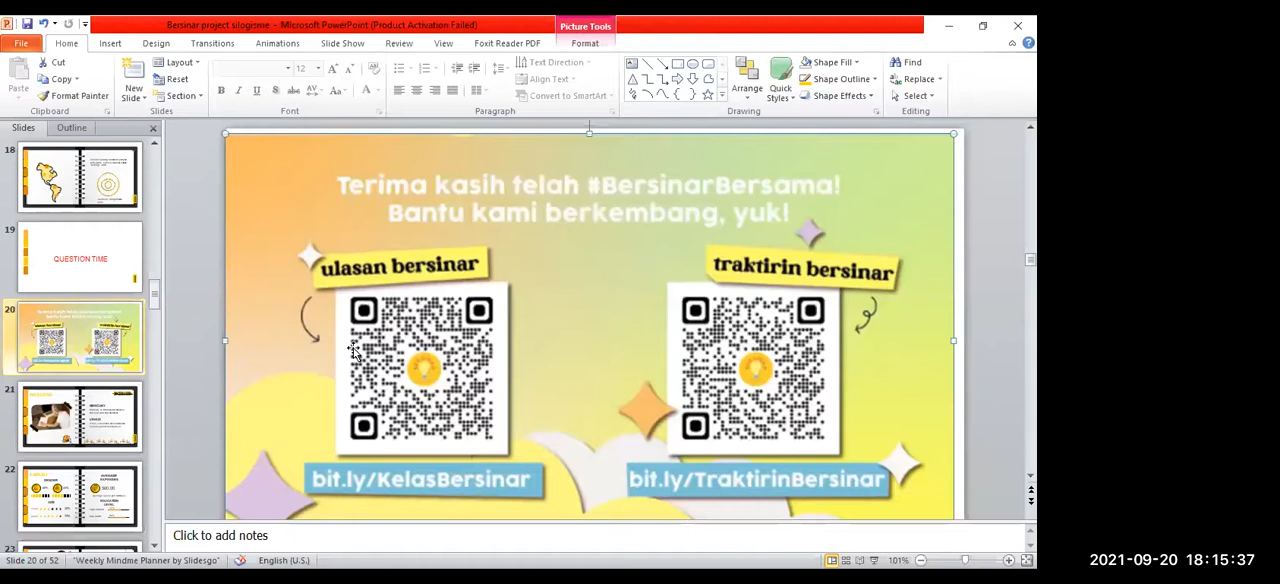 Bersinar project silogisme - Microsoft PowerPoint (Product Activation Failed)
Picture Tools
File Home Insert Design Transitions Animations Slide Show Review View Foxit Reader PDF Format
Paste
Cut
Copy
Format Painter
Clipboard
New
Slide
Layout
Reset
Section
Slides
12
B I U S abc AV Aa A
Font
Text Direction
Align Text
Convert to SmartArt
Paragraph
Arrange
Quick
Styles
Shape Fill
Shape Outline
Shape Effects
Drawing
Find
Replace
Select
Editing
Slides Outline
18
19
QUESTION TIME
20
21
22
23
Terima kasih telah #BersinarBersama!
Bantu kami berkembang, yuk!
ulasan bersinar
traktirin bersinar
bit.ly/KelasBersinar
bit.ly/TraktirinBersinar
Click to add notes
Slide 20 of 52
"Weekly Mindme Planner by Slidesgo"
English (U.S.)
101%
2021-09-20 18:15:37